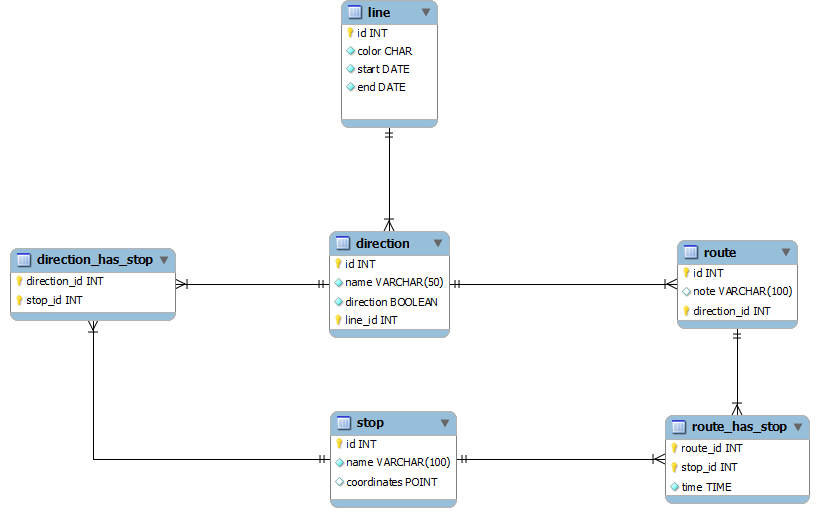 line
id INT
color CHAR
start DATE
end DATE
direction_has_stop
direction_id INT
stop_id INT
direction
id INT
name VARCHAR(50)
direction BOOLEAN
line_id INT
route
id INT
note VARCHAR(100)
direction_id INT
stop
id INT
name VARCHAR(100)
coordinates POINT
route_has_stop
route_id INT
stop_id INT
time TIME